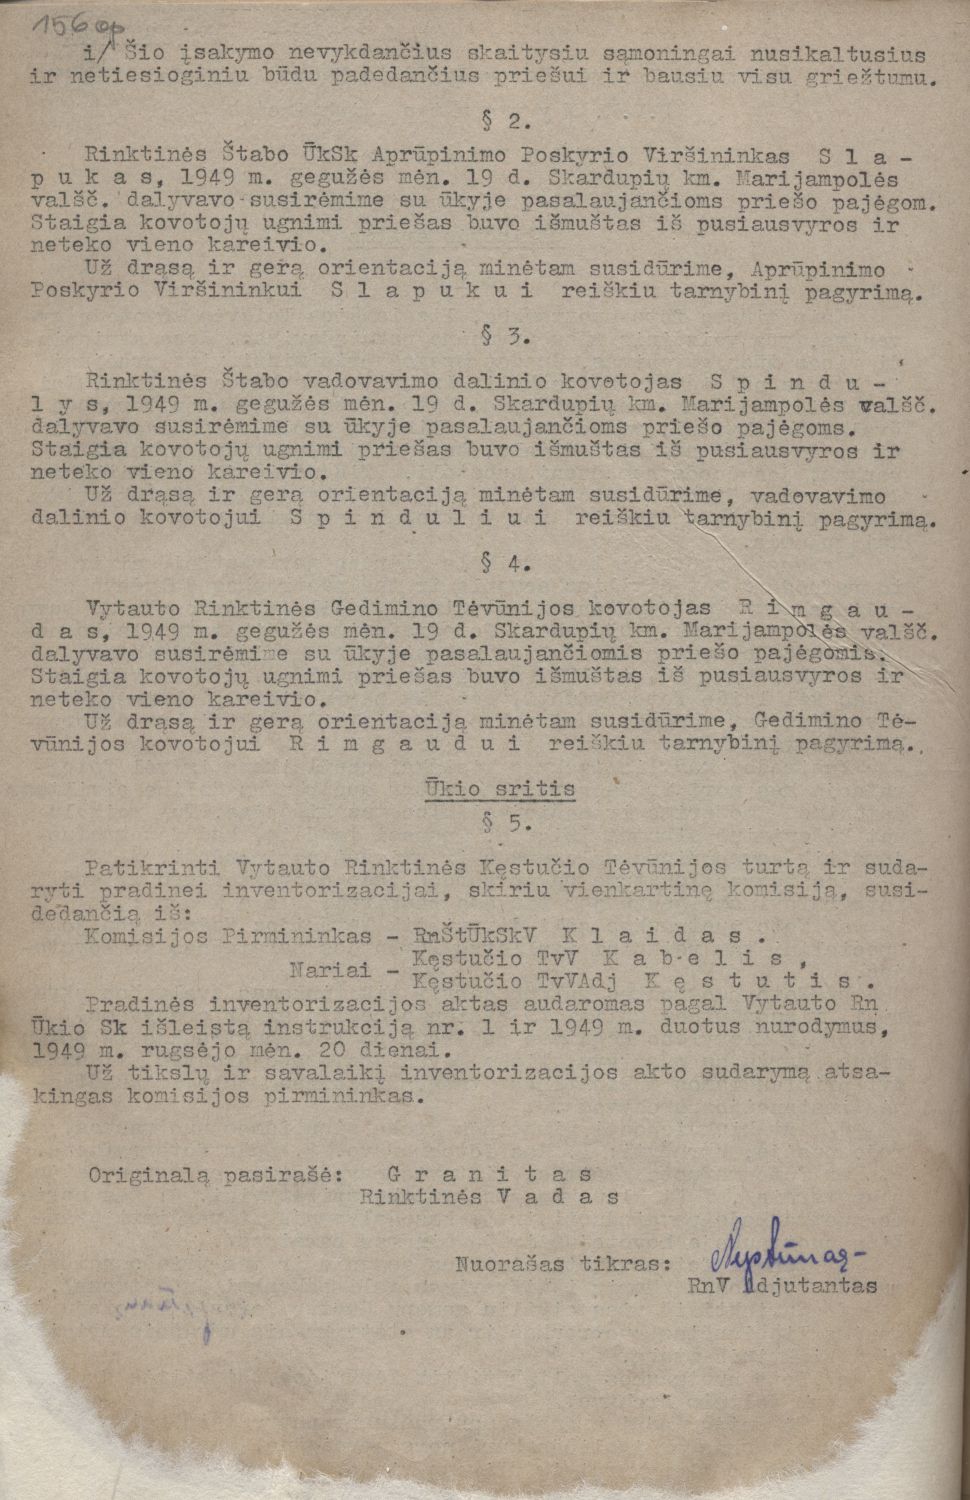 156 ap
i/ Šio įsakymo nevykdančius skaitysiu sąmoningai nusikaltusius
ir netiesioginiu būdu padedančius priešui ir bausiu visu griežtumu.
§ 2.
Rinktinės Štabo ŪkSk Aprūpinimo Poskyrio Viršininkas S l a -
p u k a s, 1949 m. gegužės mėn. 19 d. Skardupių km. Marijampolės
valšč. dalyvavo susirėmime su ūkyje pasalaujančioms priešo pajėgom.
Staigia kovotojų ugnimi priešas buvo išmuštas iš pusiausvyros ir
neteko vieno kareivio.
Už drąsą ir gerą orientaciją minėtam susidūrime, Aprūpinimo
Poskyrio Viršininkui S l a p u k u i reiškiu tarnybinį pagyrimą.
§ 3.
Rinktinės Štabo vadovavimo dalinio kovotojas S p i n d u -
l y s, 1949 m. gegužės mėn. 19 d. Skardupių km. Marijampolės valšč.
dalyvavo susirėmime su ūkyje pasalaujančioms priešo pajėgoms.
Staigia kovotojų ugnimi priešas buvo išmuštas iš pusiausvyros ir
neteko vieno kareivio.
Už drąsą ir gerą orientaciją minėtam susidūrime, vadovavimo
dalinio kovotojui S p i n d u l i u i reiškiu tarnybinį pagyrimą.
§ 4.
Vytauto Rinktinės Gedimino Tėvūnijos kovotojas R i m g a u -
d a s, 1949 m. gegužės mėn. 19 d. Skardupių km. Marijampolės valšč.
dalyvavo susirėmime su ūkyje pasalaujančiomis priešo pajėgomis.
Staigia kovotojų ugnimi priešas buvo išmuštas iš pusiausvyros ir
neteko vieno kareivio.
Už drąsą ir gerą orientaciją minėtam susidūrime, Gedimino Tė-
vūnijos kovotojui R i m g a u d u i reiškiu tarnybinį pagyrimą.
Ūkio sritis
§ 5.
Patikrinti Vytauto Rinktinės Kęstučio Tėvūnijos turtą ir suda-
ryti pradinei inventorizacijai, skiriu vienkartinę komisiją, susi-
dedančią iš:
Komisijos Pirmininkas - RnŠtŪkSkV K l a i d a s .
Nariai - Kęstučio TvV K a b e l i s ,
Kęstučio TvVAdj K ę s t u t i s .
Pradinės inventorizacijos aktas audaromas pagal Vytauto Rn
Ūkio Sk išleistą instrukciją nr. 1 ir 1949 m. duotus nurodymus,
1949 m. rugsėjo mėn. 20 dienai.
Už tikslų ir savalaikį inventorizacijos akto sudarymą atsa-
kingas komisijos pirmininkas.
Originalą pasirašė: G r a n i t a s
Rinktinės V a d a s
Nuorašas tikras:
RnV Adjutantas